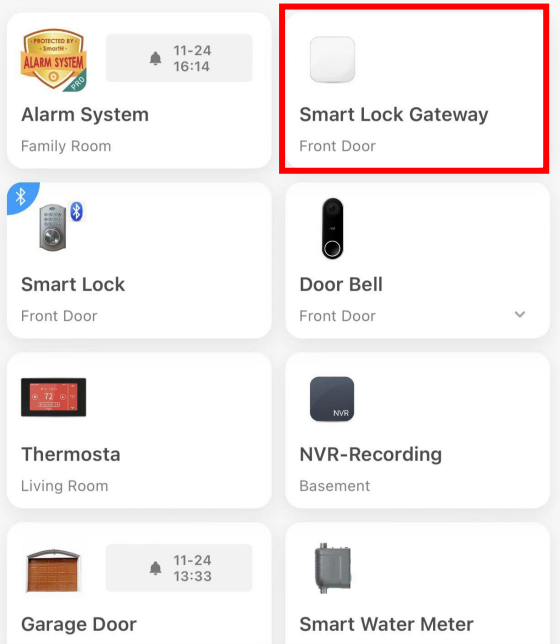 PROTECTED BY
SmartH
ALARM SYSTEM
PRO
11-24
16:14
Alarm System
Family Room
Smart Lock Gateway
Front Door
Smart Lock
Front Door
Door Bell
Front Door
72
Thermosta
Living Room
NVR
NVR-Recording
Basement
11-24
13:33
Garage Door
Smart Water Meter